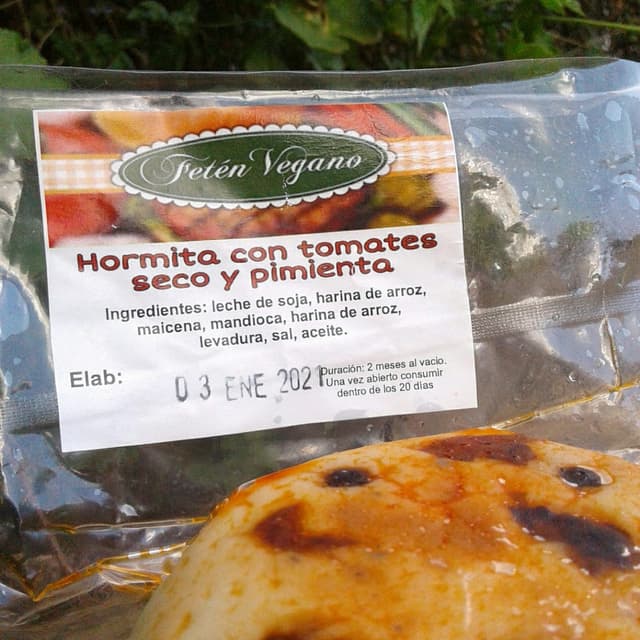 Fetén Vegano
Hormita con tomates
seco y pimienta
Ingredientes: leche de soja, harina de arroz,
maicena, mandioca, harina de arroz,
levadura, sal, aceite.
Elab: 03 ENE 2021
Duración: 2 meses al vacio.
Una vez abierto consumir
dentro de los 20 dias